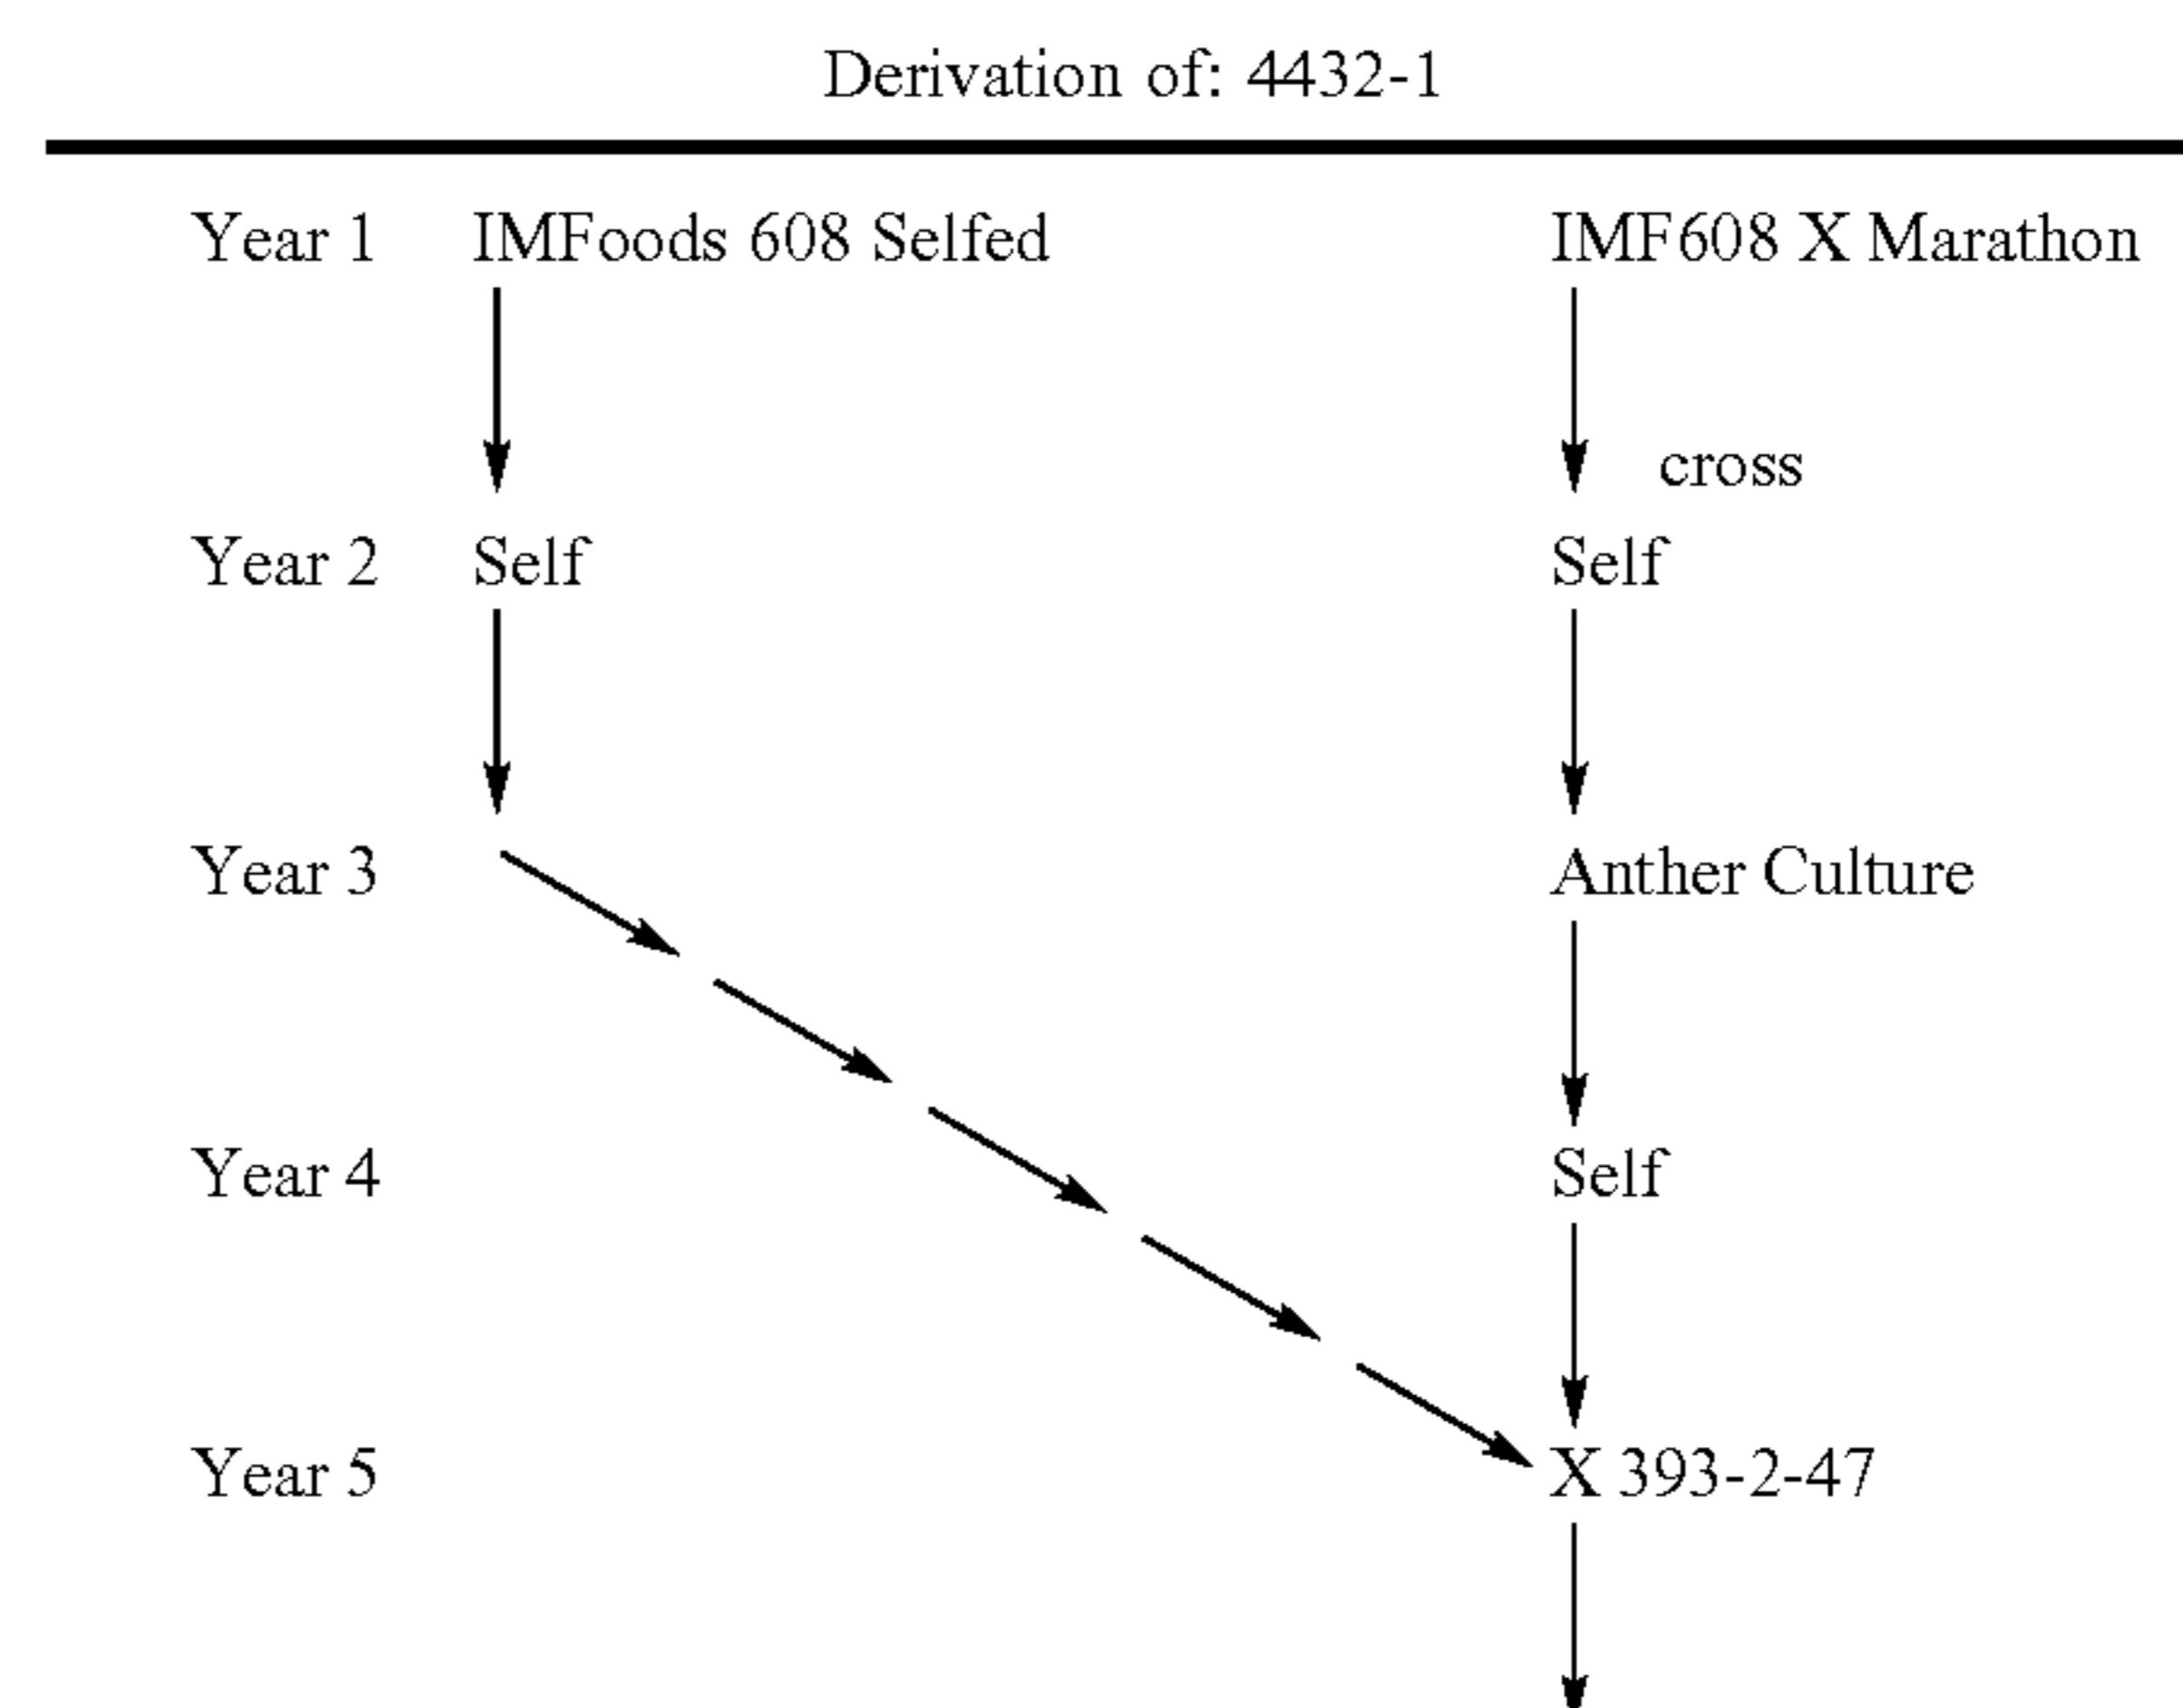 Derivation of: 4432-1
Year 1 IMFoods 608 Selfed IMF608 X Marathon
cross
Year 2 Self Self
Year 3 Anther Culture
Year 4 Self
Year 5 X 393-2-47